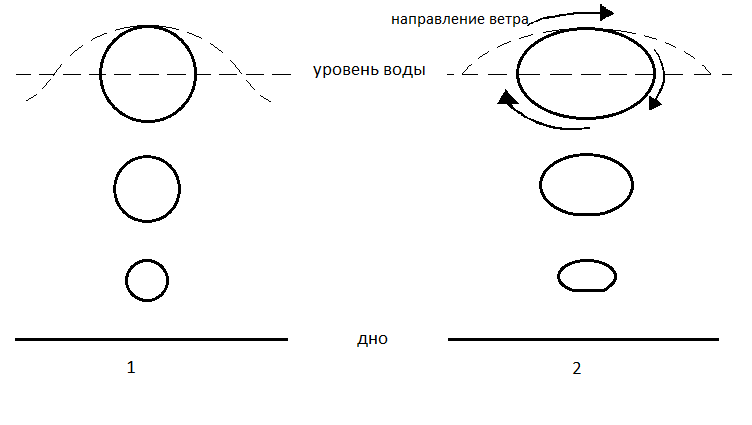 направление ветра
уровень воды
дно
1
2